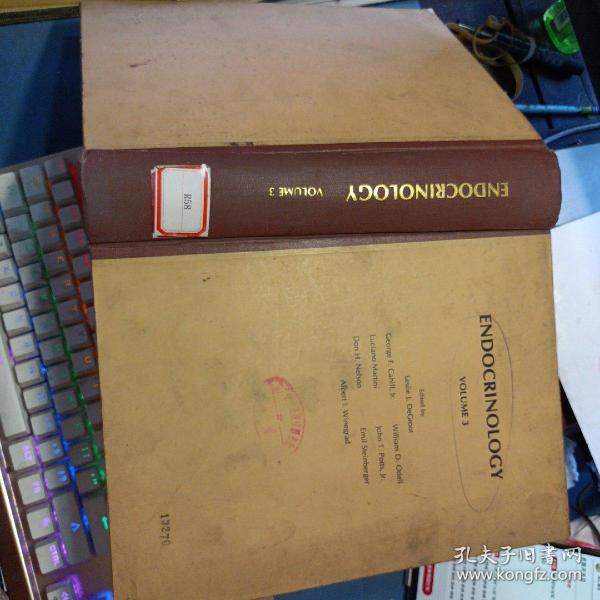 ENDOCRINOLOGY
VOLUME 3
R58
ENDOCRINOLOGY
VOLUME 3
Edited by
Leslie J. DeGroot
William D. Odell
George F. Cahill, Jr.
John T. Potts, Jr.
Luciano Martini
Emil Steinberger
Don H. Nelson
Albert I. Winegrad
13276
孔夫子旧书网
www.kongfz.com